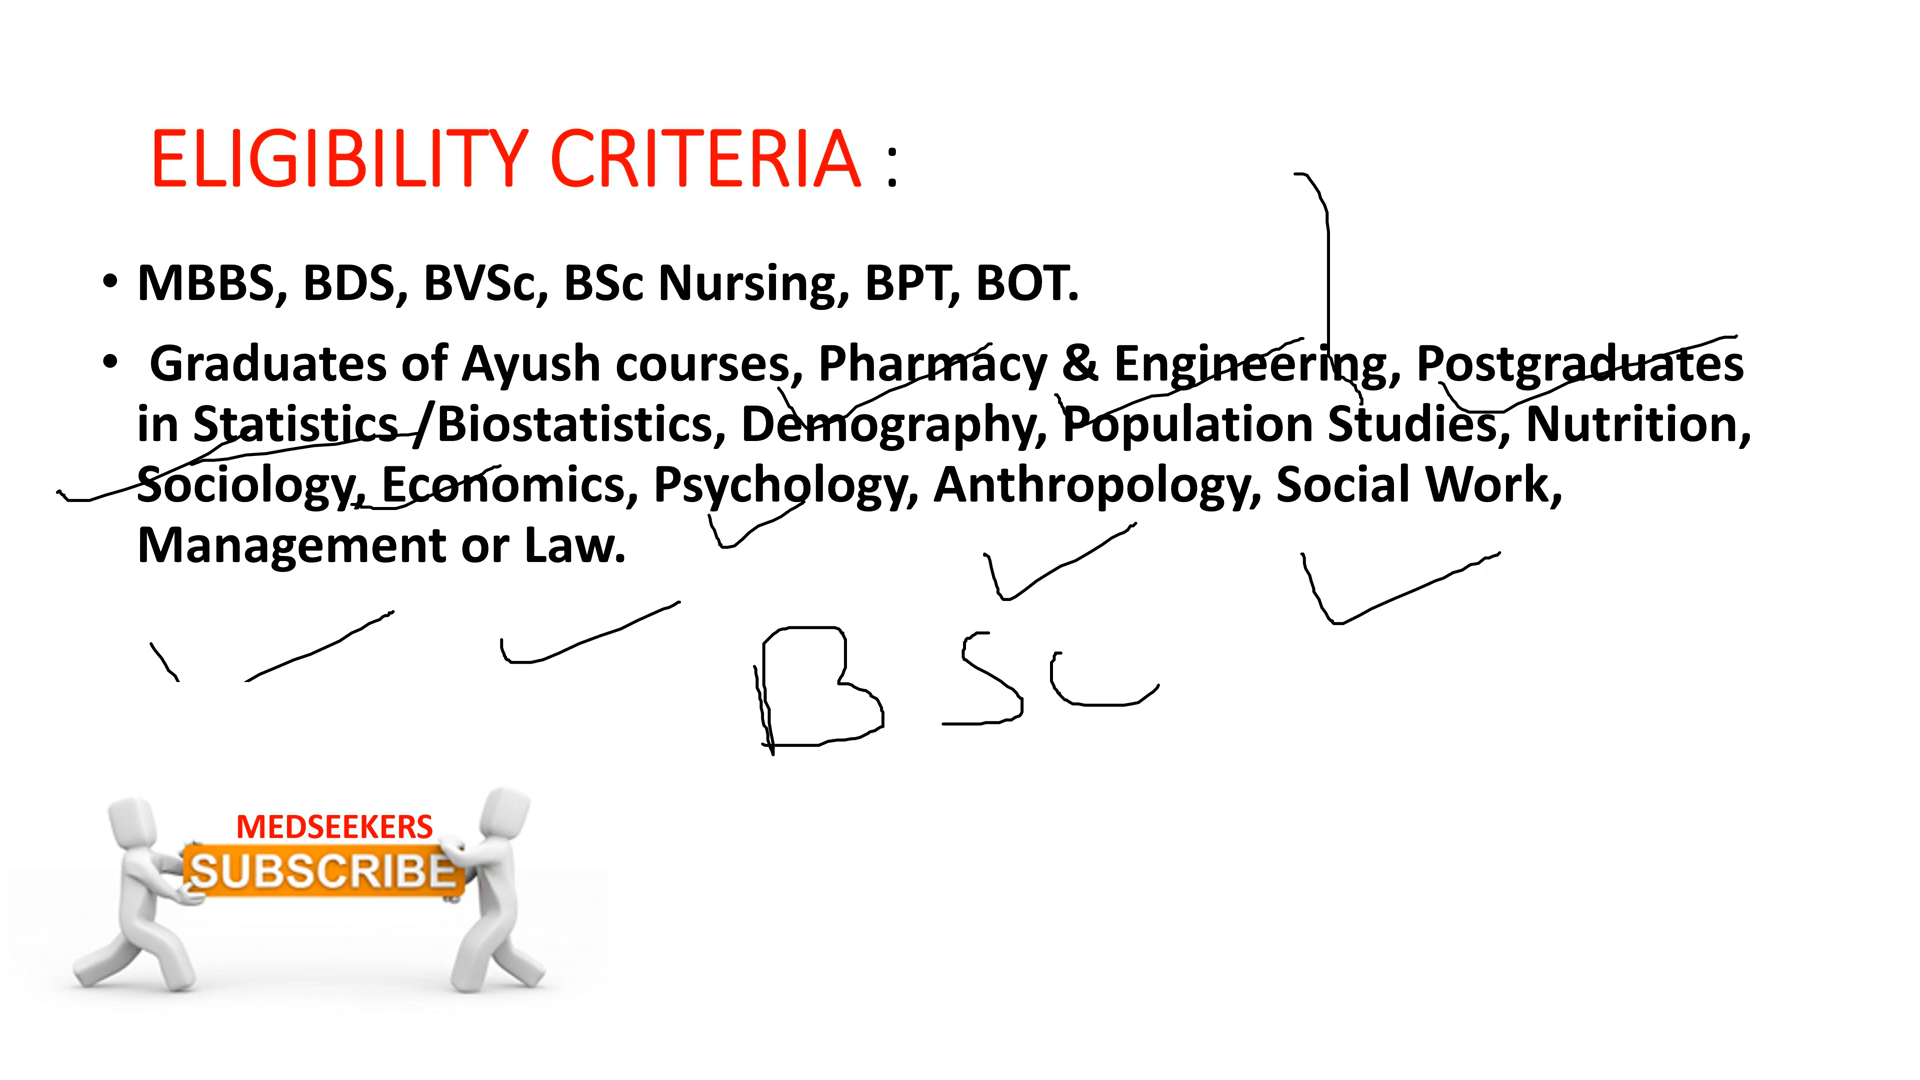 ELIGIBILITY CRITERIA :
• MBBS, BDS, BVSc, BSc Nursing, BPT, BOT.
• Graduates of Ayush courses, Pharmacy & Engineering, Postgraduates
in Statistics /Biostatistics, Demography, Population Studies, Nutrition,
Sociology, Economics, Psychology, Anthropology, Social Work,
Management or Law.
B SC
MEDSEEKERS
SUBSCRIBE